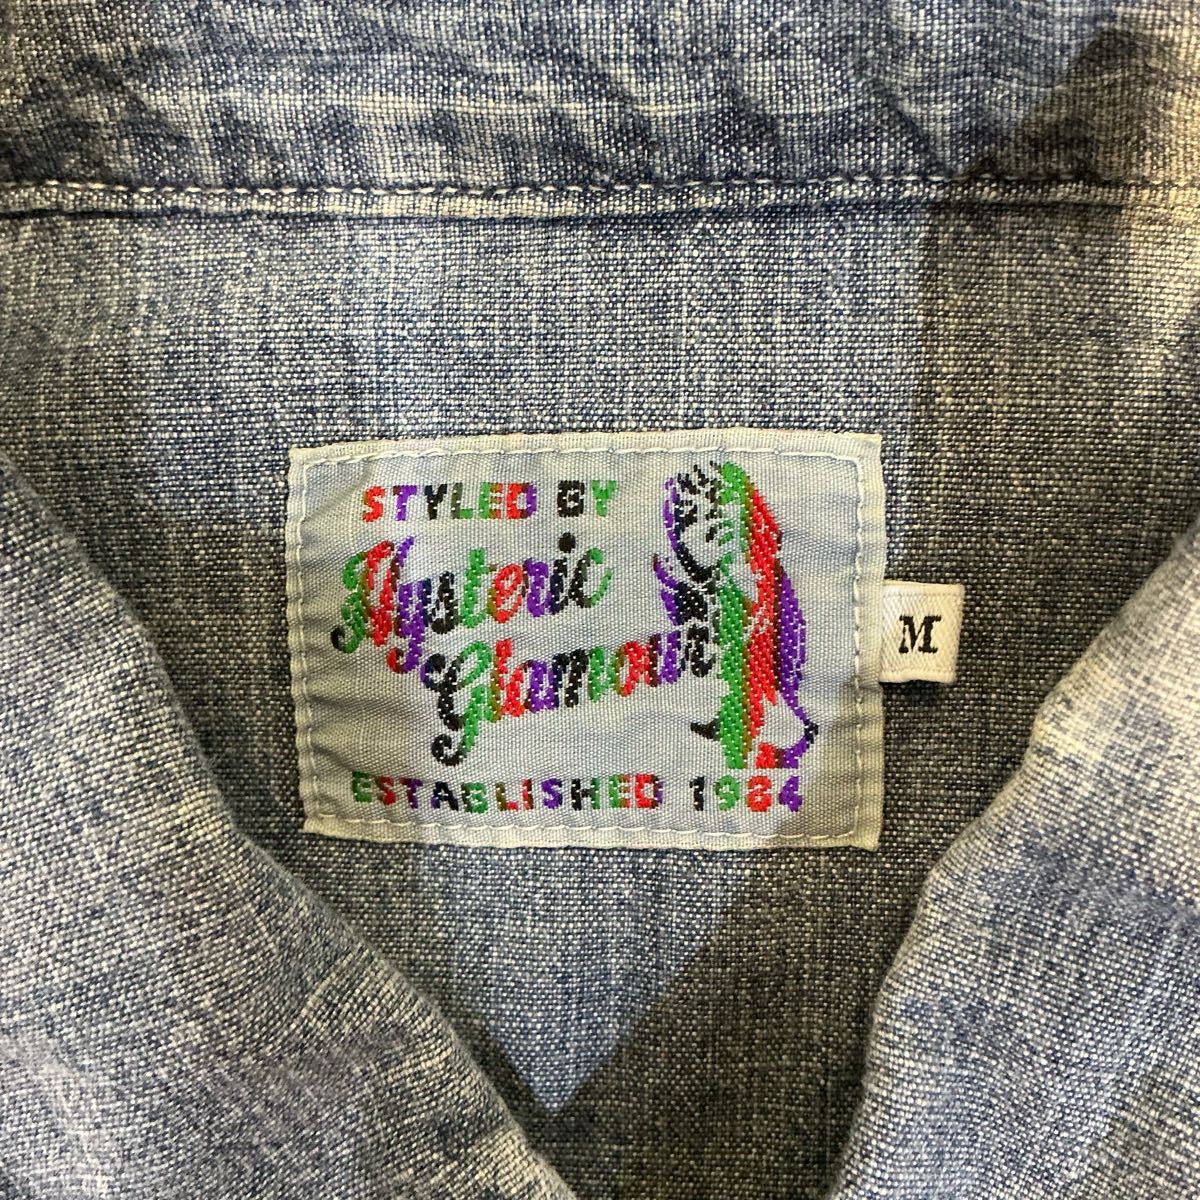 STYLED BY
Hysteric
Glamour
ESTABLISHED 1984
M